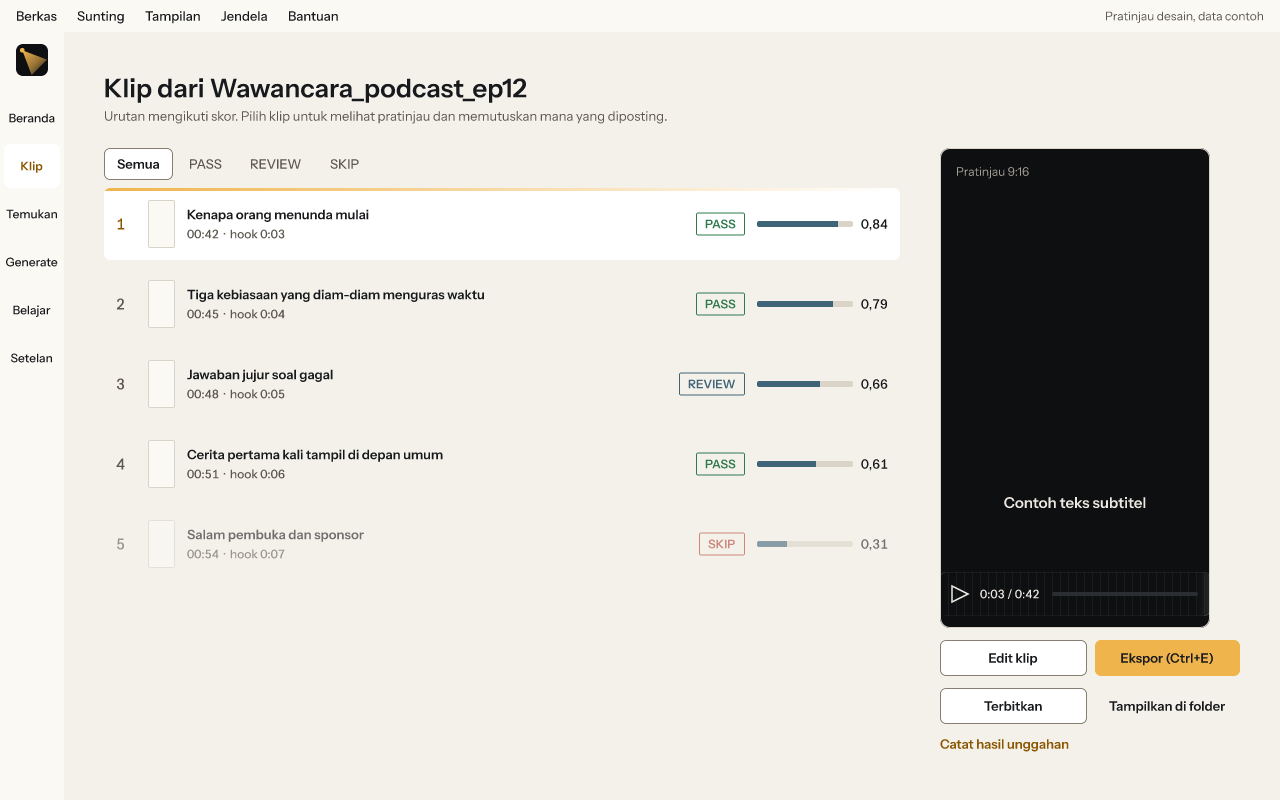 Berkas Sunting Tampilan Jendela Bantuan Pratinjau desain, data contoh
Beranda
Klip
Temukan
Generate
Belajar
Setelan
Klip dari Wawancara_podcast_ep12
Urutan mengikuti skor. Pilih klip untuk melihat pratinjau dan memutuskan mana yang diposting.
Semua PASS REVIEW SKIP
1 Kenapa orang menunda mulai PASS 0,84
00:42 · hook 0:03
2 Tiga kebiasaan yang diam-diam menguras waktu PASS 0,79
00:45 · hook 0:04
3 Jawaban jujur soal gagal REVIEW 0,66
00:48 · hook 0:05
4 Cerita pertama kali tampil di depan umum PASS 0,61
00:51 · hook 0:06
5 Salam pembuka dan sponsor SKIP 0,31
00:54 · hook 0:07
Pratinjau 9:16
Contoh teks subtitel
0:03 / 0:42
Edit klip Ekspor (Ctrl+E)
Terbitkan Tampilkan di folder
Catat hasil unggahan